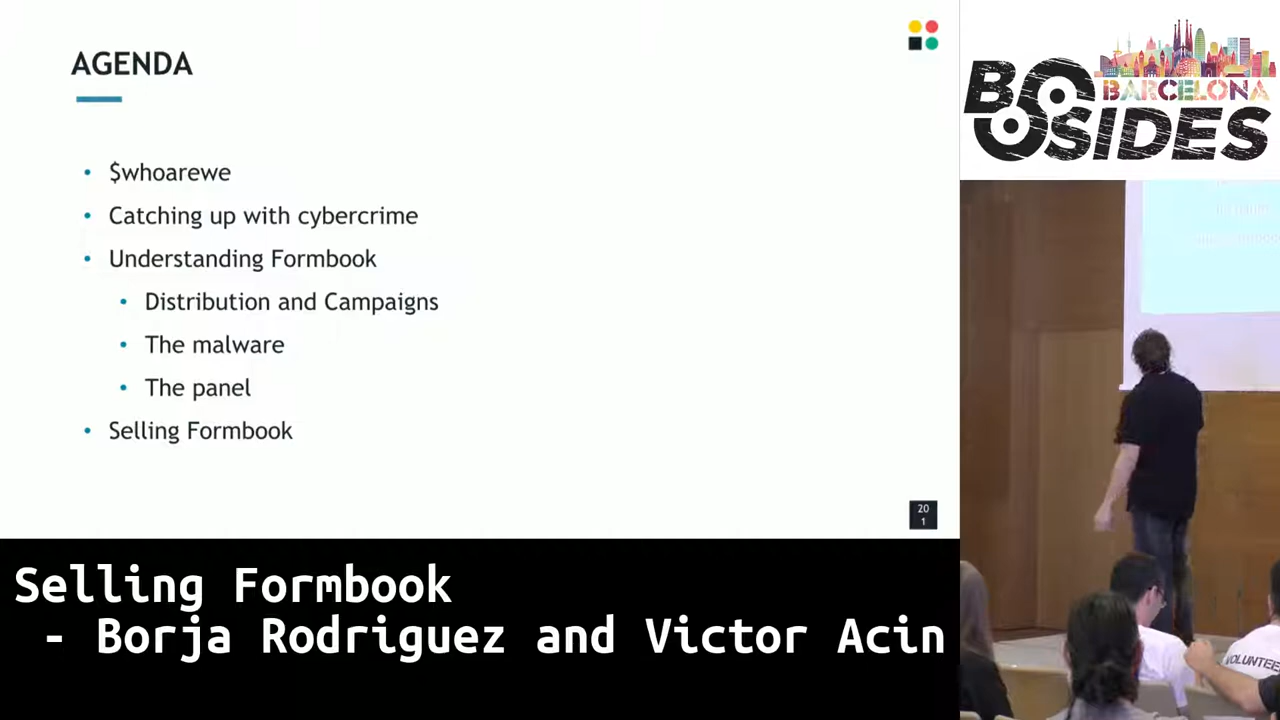 AGENDA
$whoarewe
Catching up with cybercrime
Understanding Formbook
Distribution and Campaigns
The malware
The panel
Selling Formbook
20
1
Selling Formbook
- Borja Rodriguez and Victor Acin
BSIDES
BARCELONA
VOLUNTEE